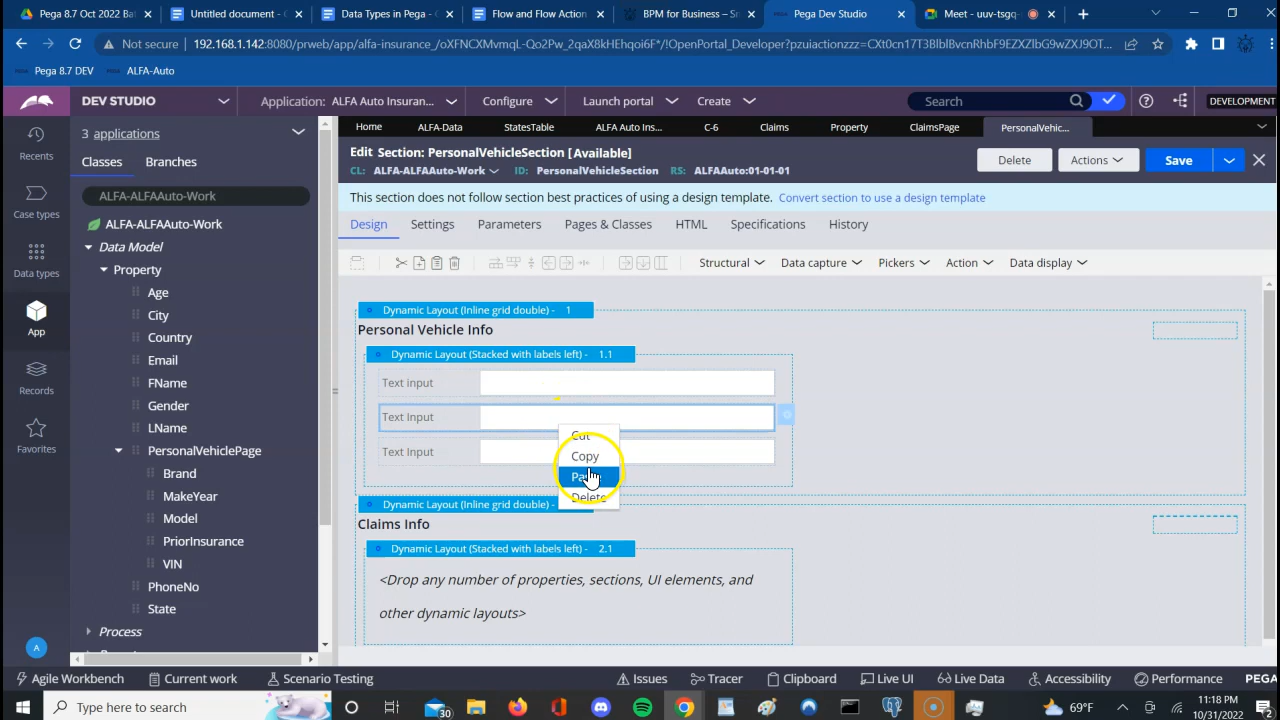 Pega 8.7 Oct 2022 Bat
Untitled document - G
Data Types in Pega - G
Flow and Flow Action
BPM for Business – Sn
Pega Dev Studio
Meet - uuv-tsgq-
Not secure
192.168.1.142:8080/prweb/app/alfa-insurance_/oXFNCXMvmqL-Qo2Pw_2qaX8kHEhqoi6F*/!OpenPortal_Developer?pzuiactionzzz=CXt0cn17T3BlblBvcnRhbF9EZXZlbG9wZXJ9OT...
Pega 8.7 DEV
ALFA-Auto
DEV STUDIO
Application: ALFA Auto Insuran...
Configure
Launch portal
Create
Search
DEVELOPMENT
Recents
Case types
Data types
App
Records
Favorites
A
3 applications
Classes
Branches
ALFA-ALFAAuto-Work
ALFA-ALFAAuto-Work
Data Model
Property
Age
City
Country
Email
FName
Gender
LName
PersonalVehiclePage
Brand
MakeYear
Model
PriorInsurance
VIN
PhoneNo
State
Process
Home
ALFA-Data
StatesTable
ALFA Auto Ins...
C-6
Claims
Property
ClaimsPage
PersonalVehic...
Edit Section: PersonalVehicleSection [Available]
CL: ALFA-ALFAAuto-Work ID: PersonalVehicleSection RS: ALFAAuto:01-01-01
Delete
Actions
Save
This section does not follow section best practices of using a design template. Convert section to use a design template
Design
Settings
Parameters
Pages & Classes
HTML
Specifications
History
Structural
Data capture
Pickers
Action
Data display
Dynamic Layout (Inline grid double) - 1
Personal Vehicle Info
Dynamic Layout (Stacked with labels left) - 1.1
Text input
Text Input
Text Input
Cut
Copy
Delete
Dynamic Layout (Inline grid double) -
Claims Info
Dynamic Layout (Stacked with labels left) - 2.1
<Drop any number of properties, sections, UI elements, and
other dynamic layouts>
Agile Workbench
Current work
Scenario Testing
Issues
Tracer
Clipboard
Live UI
Live Data
Accessibility
Performance
PEGA
Type here to search
30
69°F
11:18 PM
10/31/2022